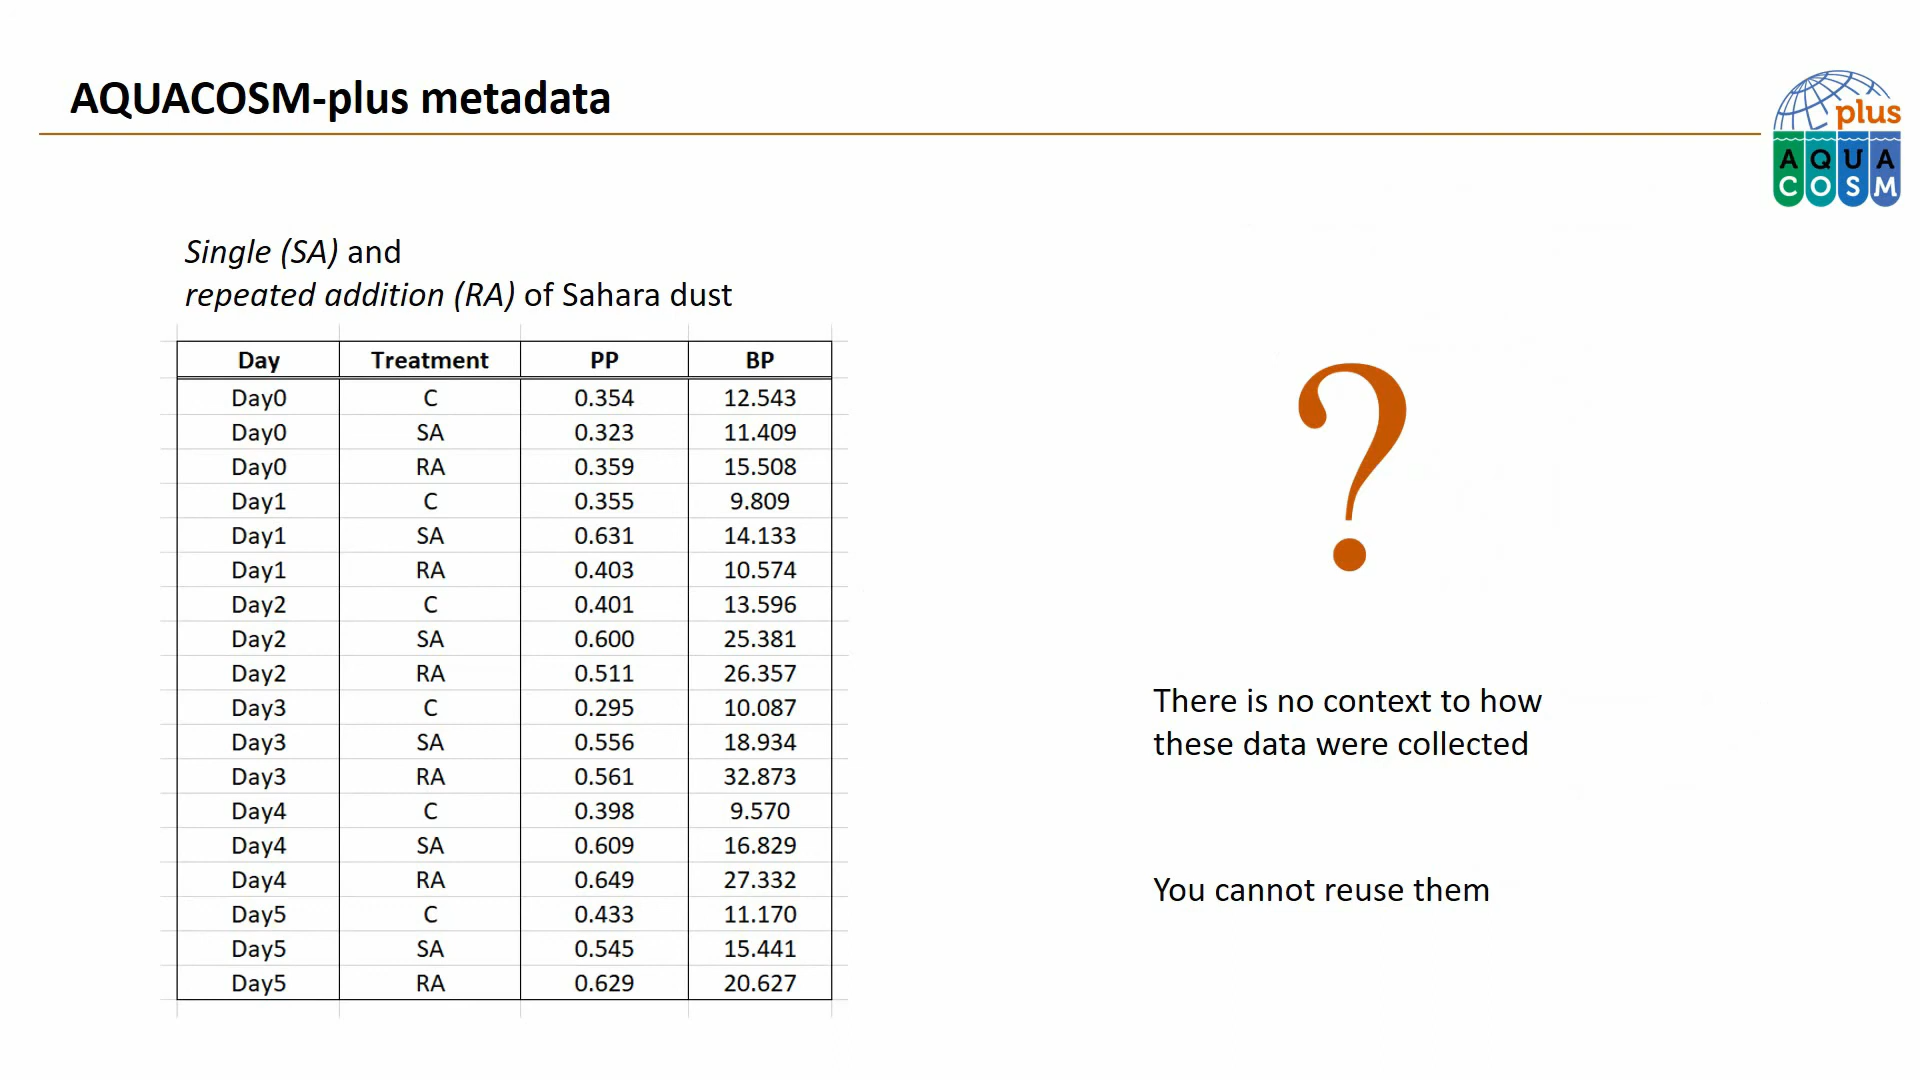 AQUACOSM-plus metadata
plus
AQUA
COSM
Single (SA) and
repeated addition (RA) of Sahara dust
Day Treatment PP BP
Day0 C 0.354 12.543
Day0 SA 0.323 11.409
Day0 RA 0.359 15.508
Day1 C 0.355 9.809
Day1 SA 0.631 14.133
Day1 RA 0.403 10.574
Day2 C 0.401 13.596
Day2 SA 0.600 25.381
Day2 RA 0.511 26.357
Day3 C 0.295 10.087
Day3 SA 0.556 18.934
Day3 RA 0.561 32.873
Day4 C 0.398 9.570
Day4 SA 0.609 16.829
Day4 RA 0.649 27.332
Day5 C 0.433 11.170
Day5 SA 0.545 15.441
Day5 RA 0.629 20.627
?
There is no context to how
these data were collected
You cannot reuse them